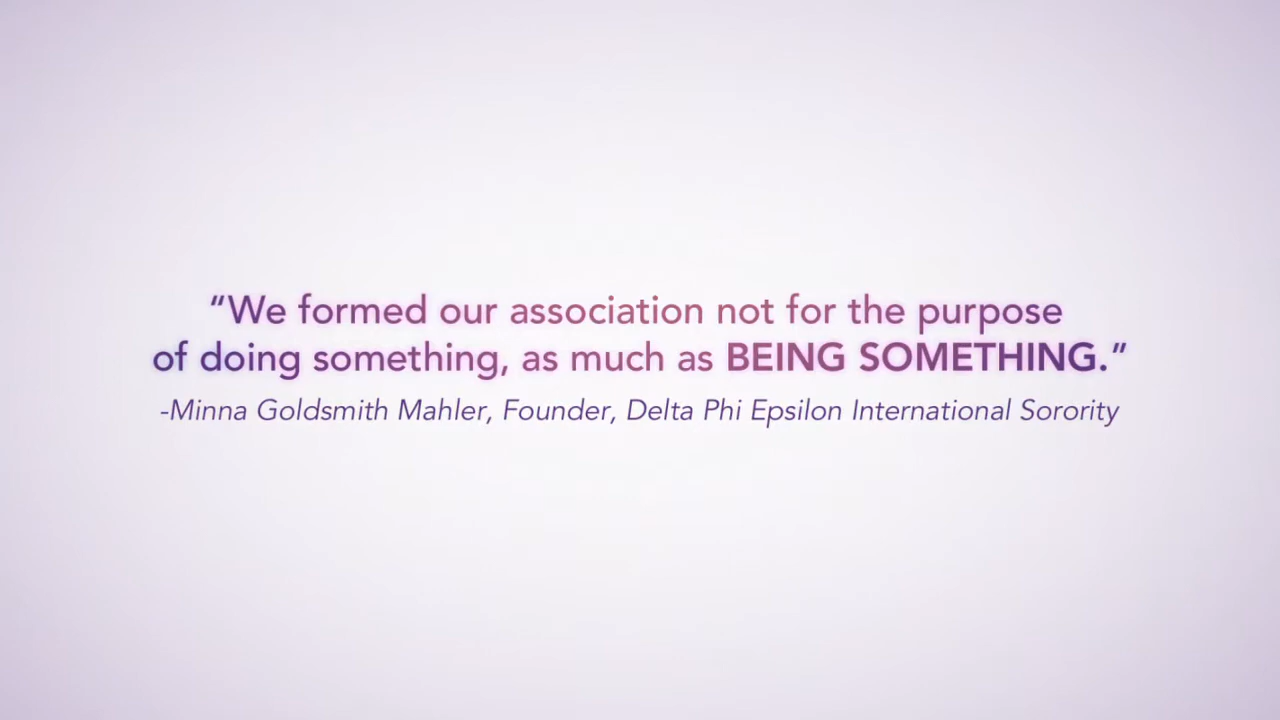 “We formed our association not for the purpose
of doing something, as much as BEING SOMETHING.”
-Minna Goldsmith Mahler, Founder, Delta Phi Epsilon International Sorority